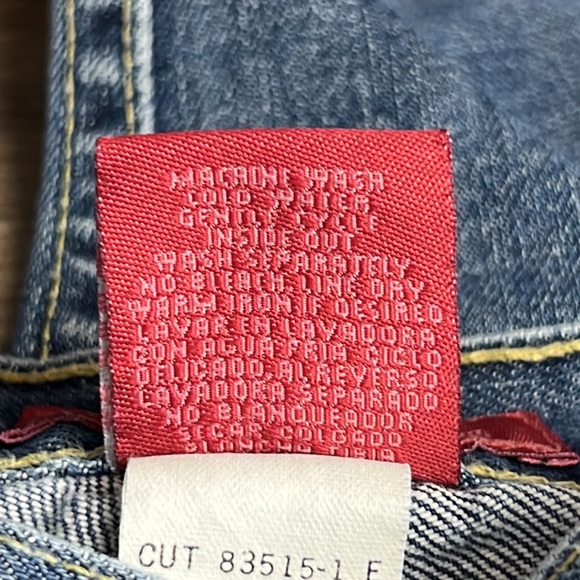 MACHINE WASH
COLD WATER
GENTLE CYCLE
INSIDE OUT
WASH SEPARATELY
NO BLEACH LINE DRY
WARM IRON IF DESIRED
LAVAR EN LAVADORA
CON AGUA FRIA CICLO
DELICADO AL REVERSO
LAVADORA SEPARADO
NO BLANQUEADOR
SECAR COLGADO
TIBIA
CUT 83515-1 F